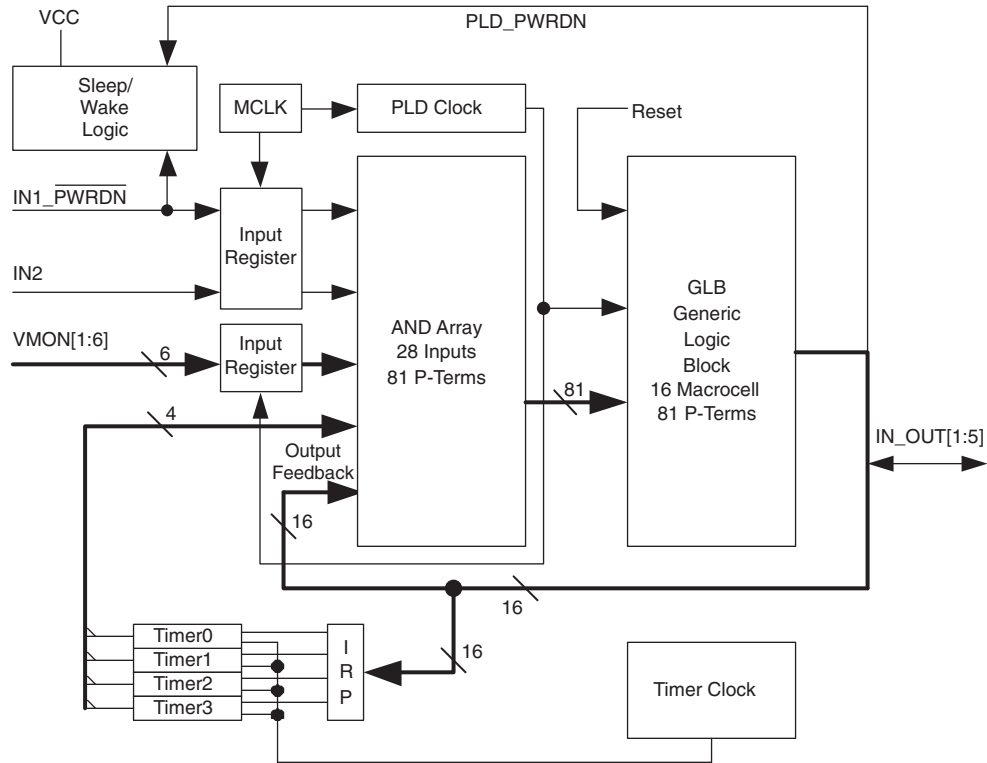 VCC
PLD_PWRDN
Sleep/
Wake
Logic
MCLK
PLD Clock
Reset
IN1_PWRDN
Input
Register
IN2
AND Array
28 Inputs
81 P-Terms
GLB
Generic
Logic
Block
16 Macrocell
81 P-Terms
VMON[1:6]
6
Input
Register
81
4
IN_OUT[1:5]
Output
Feedback
16
16
16
Timer0
Timer1
Timer2
Timer3
I
R
P
Timer Clock